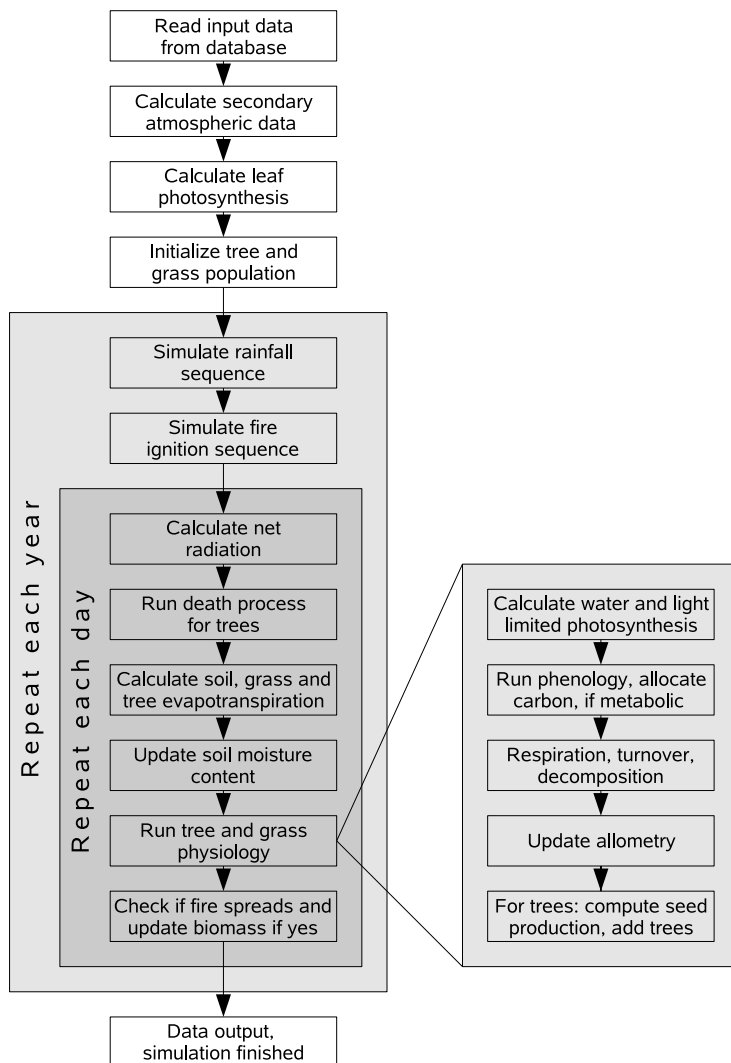 Read input data
from database
Calculate secondary
atmospheric data
Calculate leaf
photosynthesis
Initialize tree and
grass population
Repeat each year
Simulate rainfall
sequence
Simulate fire
ignition sequence
Repeat each day
Calculate net
radiation
Run death process
for trees
Calculate soil, grass and
tree evapotranspiration
Update soil moisture
content
Run tree and grass
physiology
Check if fire spreads and
update biomass if yes
Calculate water and light
limited photosynthesis
Run phenology, allocate
carbon, if metabolic
Respiration, turnover,
decomposition
Update allometry
For trees: compute seed
production, add trees
Data output,
simulation finished